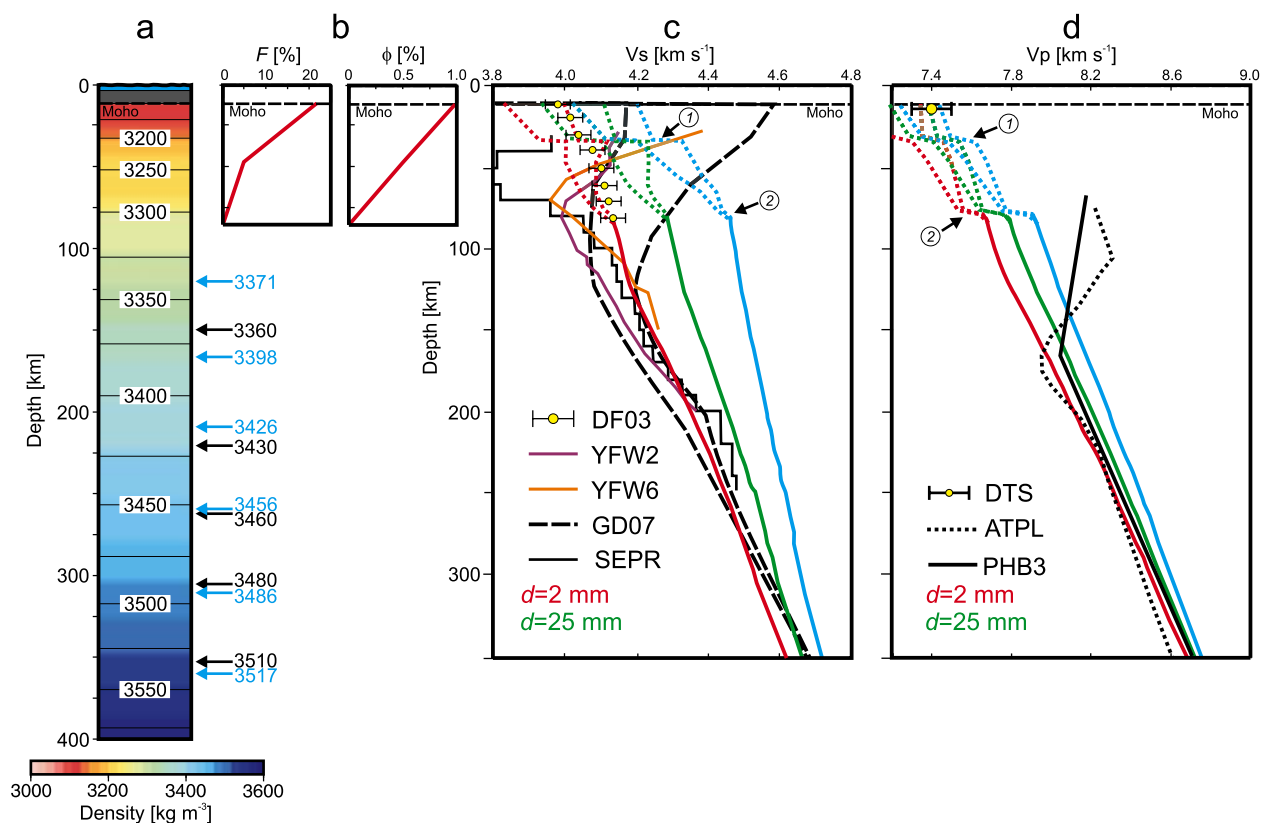 a
b
c
d
F [%]
0 10 20
ϕ [%]
0 0.5 1.0
Vs [km s⁻¹]
3.8 4.0 4.2 4.4 4.6 4.8
Vp [km s⁻¹]
7.4 7.8 8.2 8.6 9.0
Depth [km]
0
100
200
300
400
Moho
3200
3250
3300
3350
3400
3450
3500
3550
3371
3360
3398
3426
3430
3456
3460
3480
3486
3510
3517
3000 3200 3400 3600
Density [kg m⁻³]
Moho
Moho
Depth [km]
0
100
200
300
Moho
1
2
DF03
YFW2
YFW6
GD07
SEPR
d=2 mm
d=25 mm
Moho
1
2
DTS
ATPL
PHB3
d=2 mm
d=25 mm